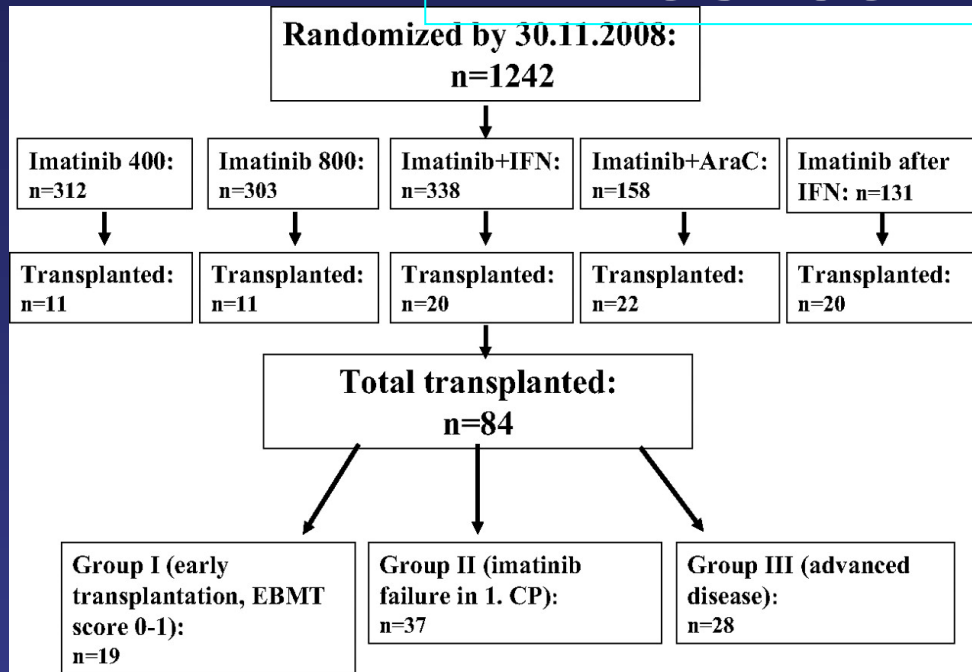 Randomized by 30.11.2008:
n=1242
Imatinib 400:
n=312
Imatinib 800:
n=303
Imatinib+IFN:
n=338
Imatinib+AraC:
n=158
Imatinib after
IFN: n=131
Transplanted:
n=11
Transplanted:
n=11
Transplanted:
n=20
Transplanted:
n=22
Transplanted:
n=20
Total transplanted:
n=84
Group I (early
transplantation, EBMT
score 0-1):
n=19
Group II (imatinib
failure in 1. CP):
n=37
Group III (advanced
disease):
n=28